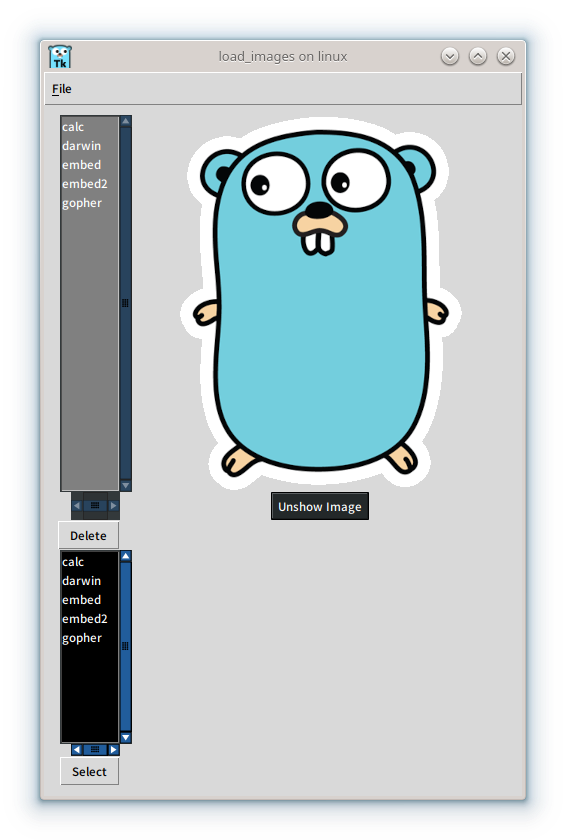 Tk
load_images on linux
File
calc
darwin
embed
embed2
gopher
Unshow Image
Delete
calc
darwin
embed
embed2
gopher
Select